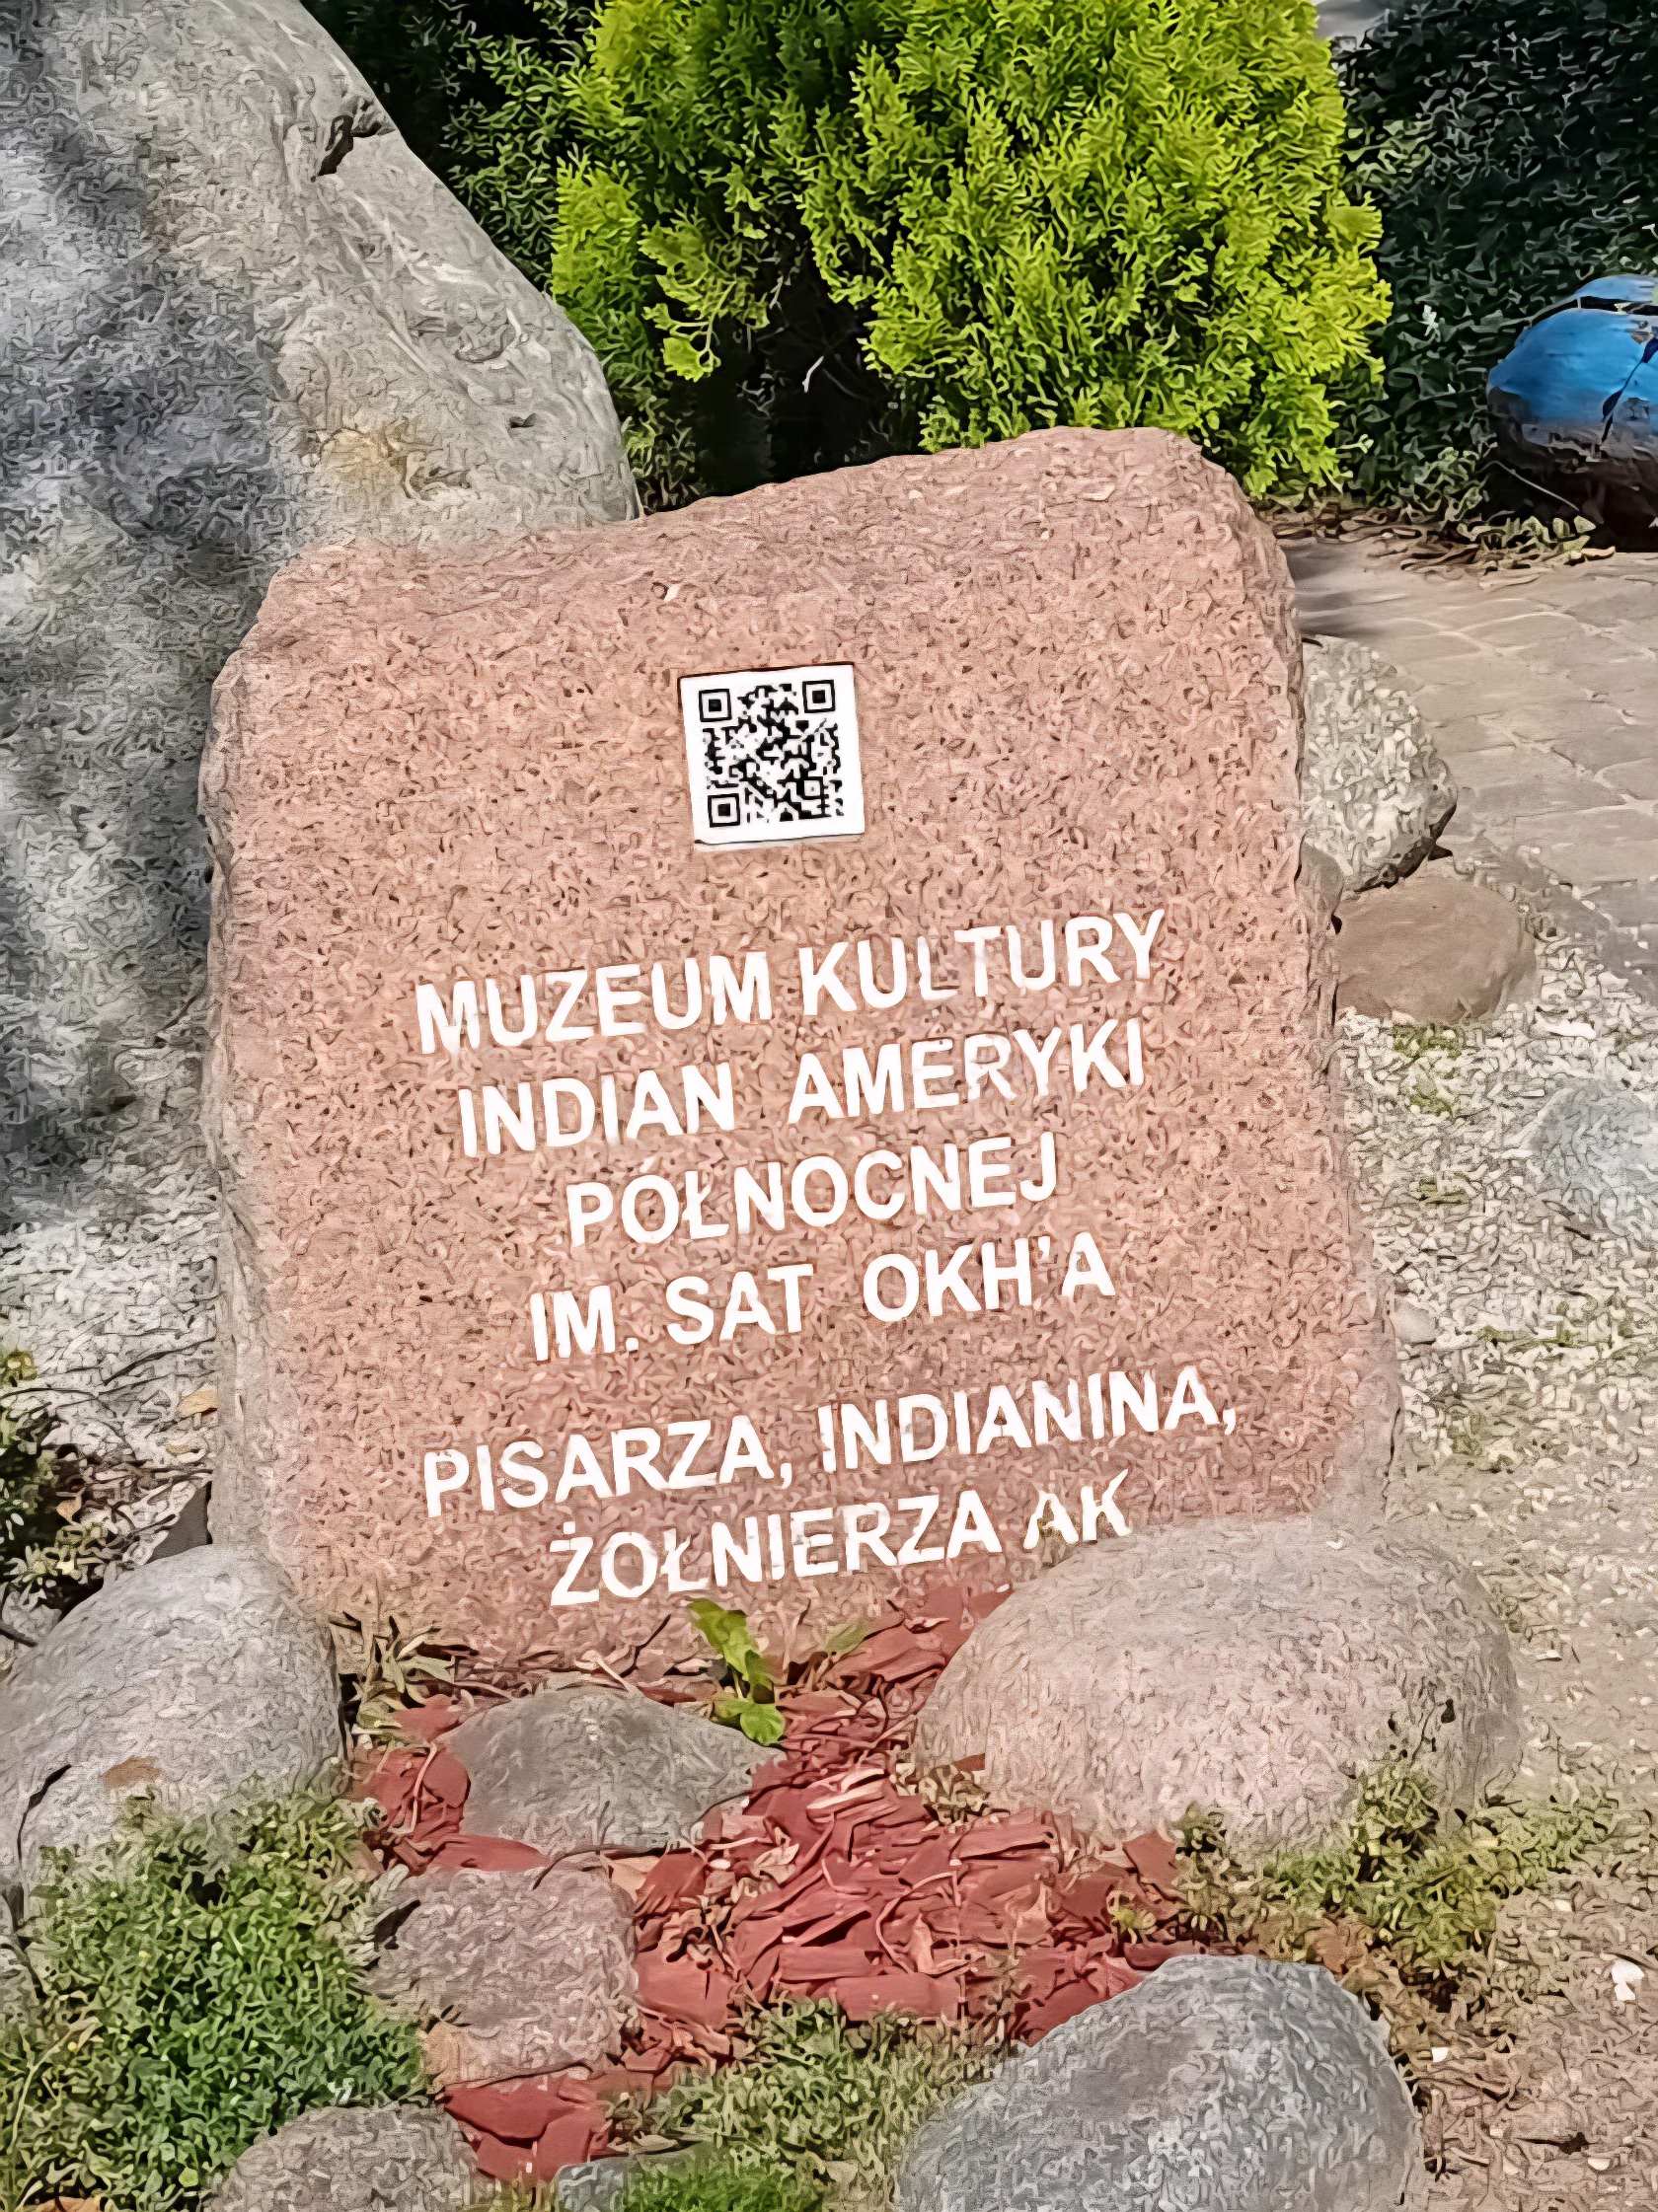 MUZEUM KULTURY
INDIAN AMERYKI
PÓŁNOCNEJ
IM. SAT OKH'A
PISARZA, INDIANINA,
ŻOŁNIERZA AK